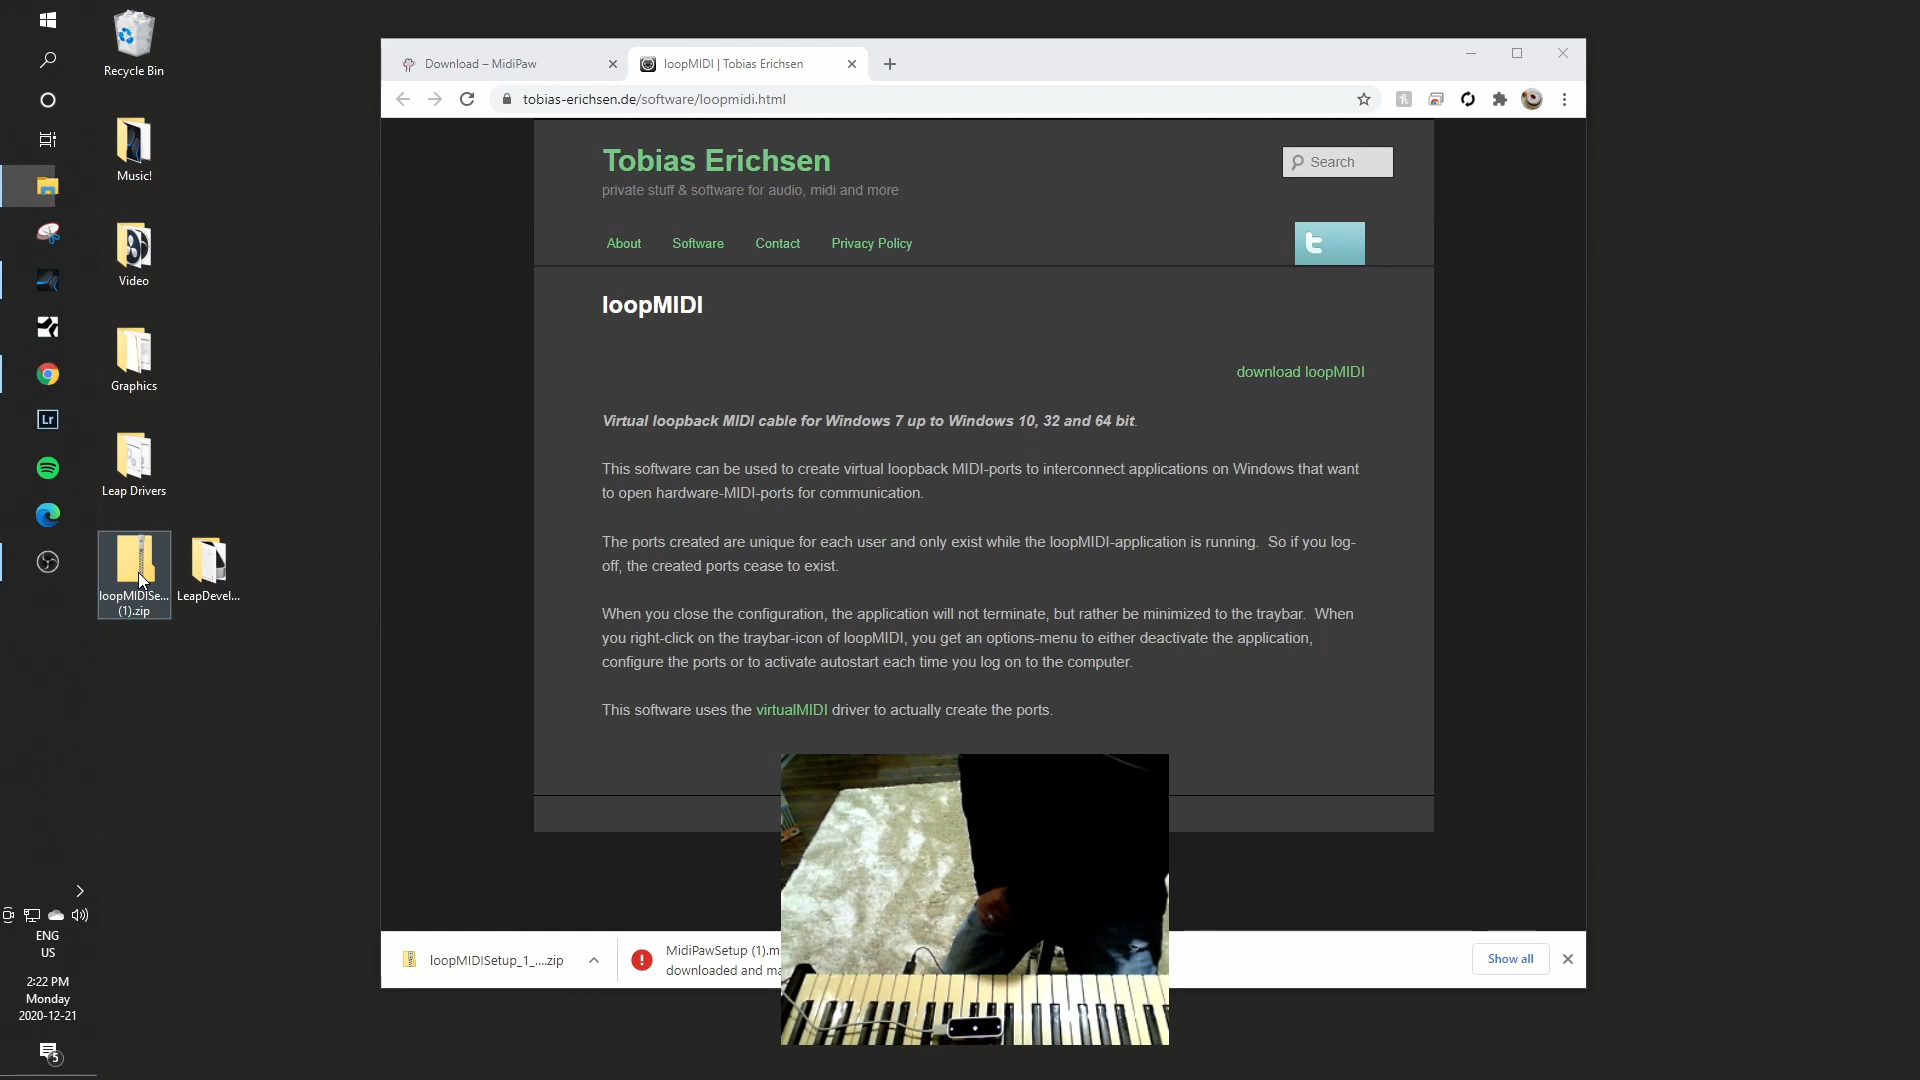 Recycle Bin
Music!
Video
Graphics
Lr
Leap Drivers
loopMIDISe...
(1).zip
LeapDevel...
ENG
US
2:22 PM
Monday
2020-12-21
5
Download – MidiPaw
loopMIDI | Tobias Erichsen
tobias-erichsen.de/software/loopmidi.html
Tobias Erichsen
private stuff & software for audio, midi and more
Search
About
Software
Contact
Privacy Policy
loopMIDI
download loopMIDI
Virtual loopback MIDI cable for Windows 7 up to Windows 10, 32 and 64 bit.
This software can be used to create virtual loopback MIDI-ports to interconnect applications on Windows that want
to open hardware-MIDI-ports for communication.
The ports created are unique for each user and only exist while the loopMIDI-application is running. So if you log-
off, the created ports cease to exist.
When you close the configuration, the application will not terminate, but rather be minimized to the traybar. When
you right-click on the traybar-icon of loopMIDI, you get an options-menu to either deactivate the application,
configure the ports or to activate autostart each time you log on to the computer.
This software uses the virtualMIDI driver to actually create the ports.
loopMIDISetup_1_....zip
MidiPawSetup (1).m
downloaded and ma
Show all